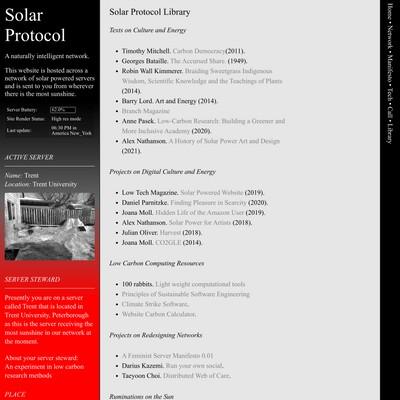 Solar
Protocol
A naturally intelligent network.
This website is hosted across a
network of solar powered servers
and is sent to you from wherever
there is the most sunshine.
Server Battery: 62.0%
Site Render Status: High res mode
Last update: 06:30 PM in
America New_York
ACTIVE SERVER
Name: Trent
Location: Trent University
SERVER STEWARD
Presently you are on a server
called Trent that is located in
Trent University, Peterborough
as this is the server receiving the
most sunshine in our network at
the moment.
About your server steward:
An experiment in low carbon
research methods
PLACE
Solar Protocol Library
Texts on Culture and Energy
Timothy Mitchell. Carbon Democracy(2011).
Georges Bataille. The Accursed Share. (1949).
Robin Wall Kimmerer. Braiding Sweetgrass Indigenous
Wisdom, Scientific Knowledge and the Teachings of Plants
(2014).
Barry Lord. Art and Energy (2014).
Branch Magazine
Anne Pasek. Low-Carbon Research: Building a Greener and
More Inclusive Academy (2020).
Alex Nathanson. A History of Solar Power Art and Design
(2021).
Projects on Digital Culture and Energy
Low Tech Magazine. Solar Powered Website (2019).
Daniel Parnitzke. Finding Pleasure in Scarcity (2020).
Joana Moll. Hidden Life of the Amazon User (2019).
Alex Nathanson. Solar Power for Artists (2018).
Julian Oliver. Harvest (2018).
Joana Moll. CO2GLE (2014).
Low Carbon Computing Resources
100 rabbits. Light weight computational tools
Principles of Sustainable Software Engineering
Climate Strike Software.
Website Carbon Calculator.
Projects on Redesigning Networks
A Feminist Server Manifesto 0.01
Darius Kazemi. Run your own social.
Taeyoon Choi. Distributed Web of Care.
Ruminations on the Sun
Home • Network • Manifesto • Tech • Call • Library